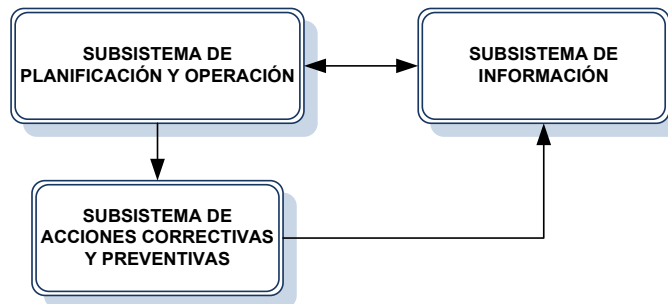 SUBSISTEMA DE
PLANIFICACIÓN Y OPERACIÓN
SUBSISTEMA DE
INFORMACIÓN
SUBSISTEMA DE
ACCIONES CORRECTIVAS
Y PREVENTIVAS